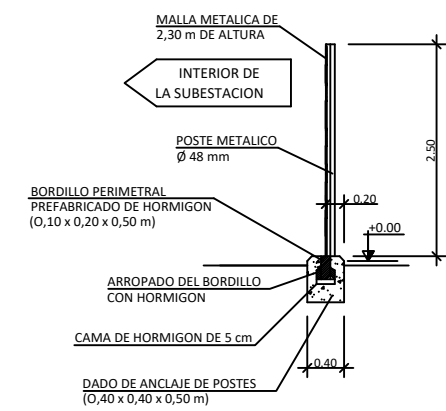 MALLA METALICA DE
2,30 m DE ALTURA
INTERIOR DE
LA SUBESTACION
POSTE METALICO
Ø 48 mm
2.50
BORDILLO PERIMETRAL
PREFABRICADO DE HORMIGON
(O,10 x 0,20 x 0,50 m)
0.20
+0.00
ARROPADO DEL BORDILLO
CON HORMIGON
CAMA DE HORMIGON DE 5 cm
0.40
DADO DE ANCLAJE DE POSTES
(O,40 x 0,40 x 0,50 m)